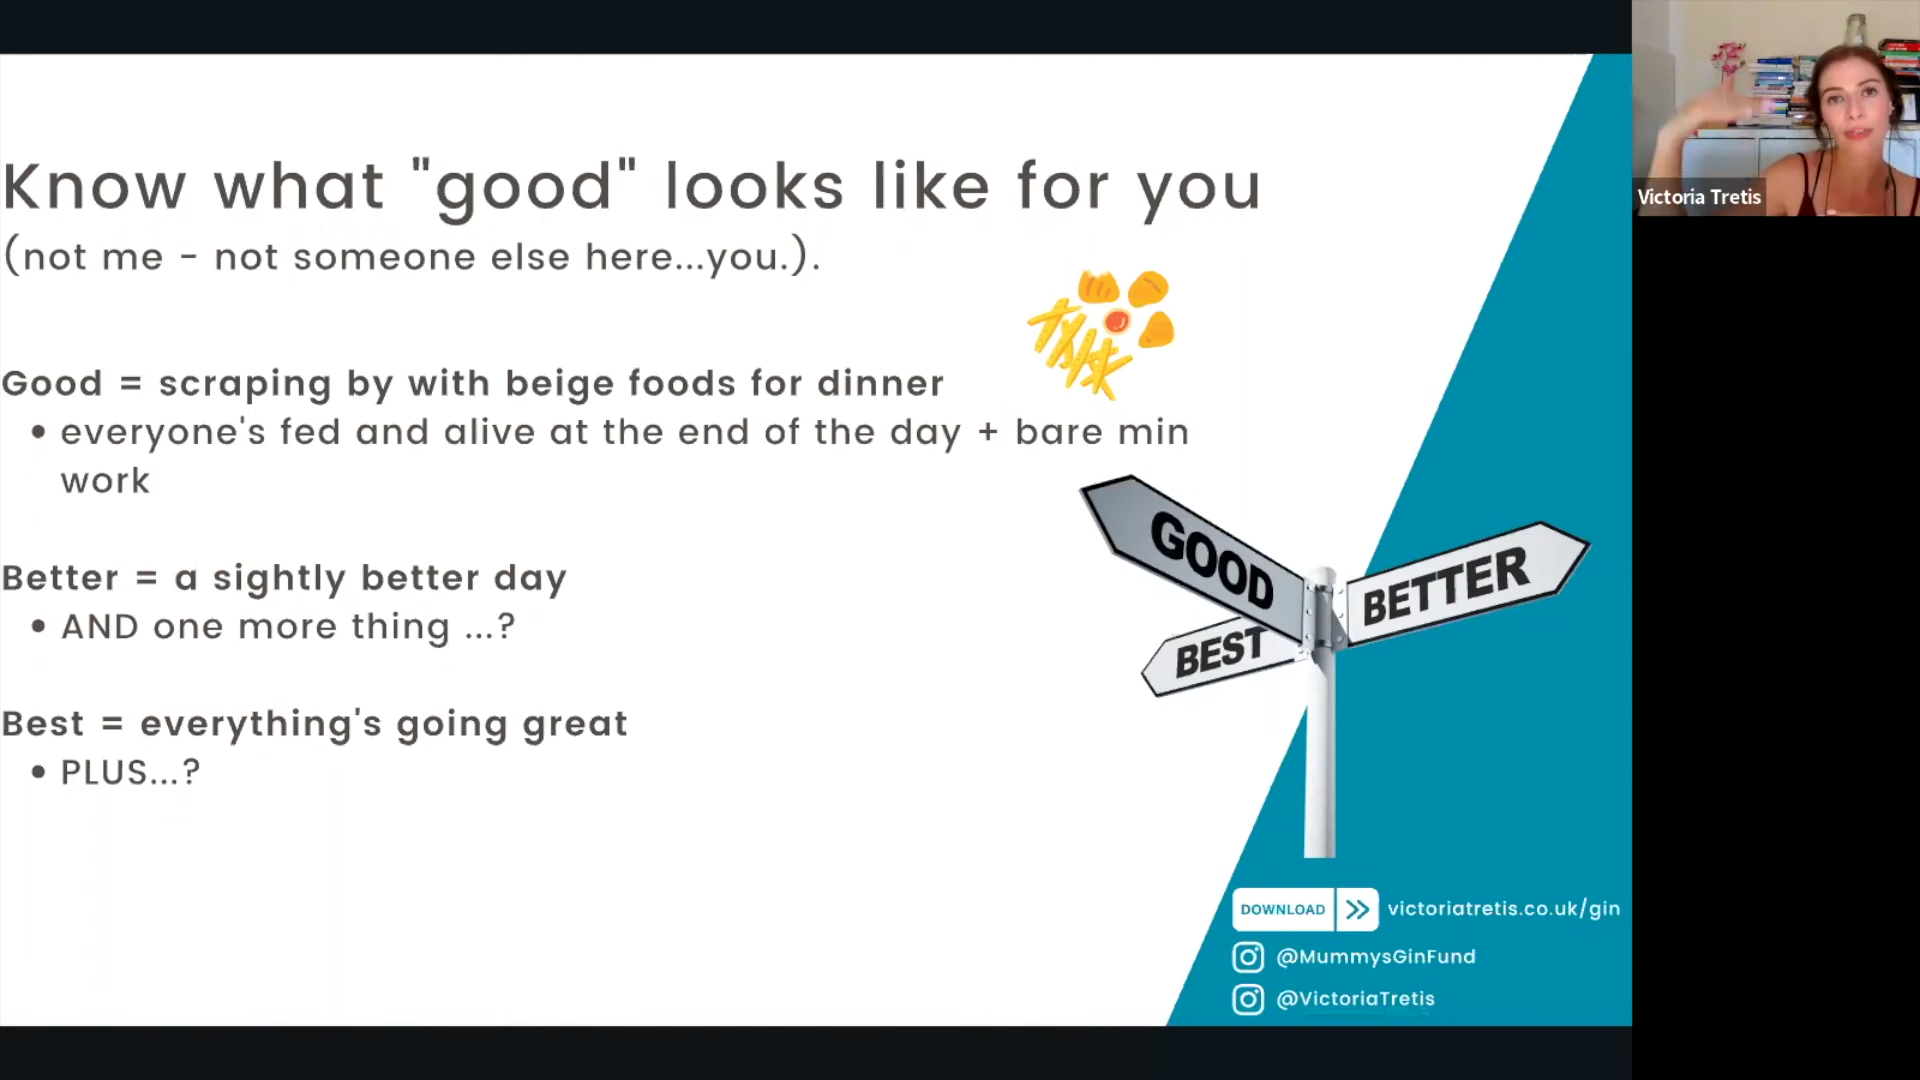 Know what "good" looks like for you
(not me - not someone else here...you.).
Good = scraping by with beige foods for dinner
• everyone's fed and alive at the end of the day + bare min
work
Better = a sightly better day
• AND one more thing ...?
Best = everything's going great
• PLUS...?
GOOD
BETTER
BEST
DOWNLOAD >> victoriatretis.co.uk/gin
@MummysGinFund
@VictoriaTretis
Victoria Tretis